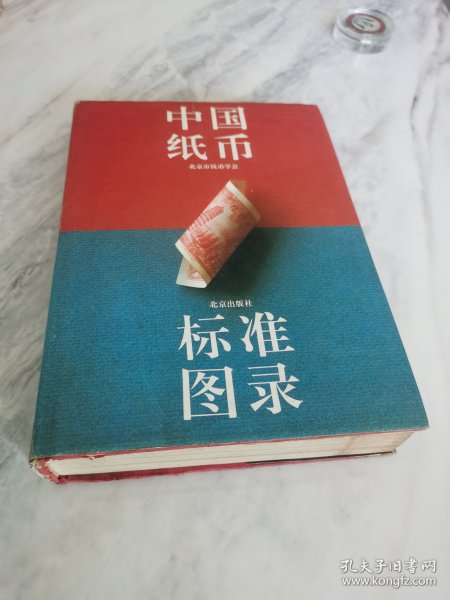 中国
纸币
北京市钱币学会
北京出版社
标准
图录
孔夫子旧书网
www.kongfz.com